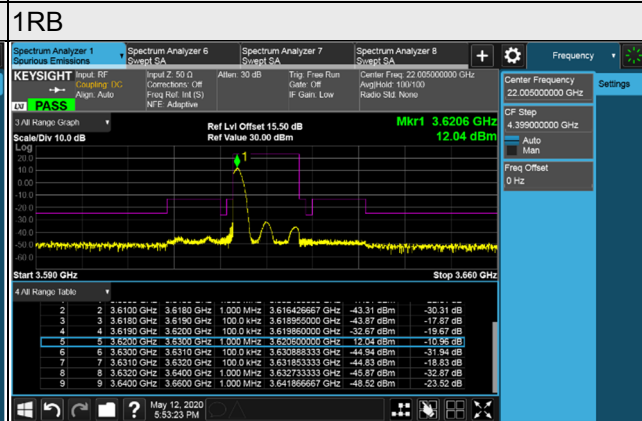 1RB
Spectrum Analyzer 1
Spurious Emissions
Spectrum Analyzer 6
Swept SA
Spectrum Analyzer 7
Swept SA
Spectrum Analyzer 8
Swept SA
Frequency
KEYSIGHT
Input: RF
Coupling: DC
Align: Auto
Input Z: 50 Ω
Corrections: Off
Freq Ref: Int (S)
NFE: Adaptive
Atten: 30 dB
Trig: Free Run
Gate: Off
IF Gain: Low
Center Freq: 22.005000000 GHz
Avg|Hold: 100/100
Radio Std: None
LXI PASS
Center Frequency
22.005000000 GHz
Settings
CF Step
4.399000000 GHz
Auto
Man
Freq Offset
0 Hz
3 All Range Graph
Scale/Div 10.0 dB
Ref Lvl Offset 15.50 dB
Ref Value 30.00 dBm
Mkr1 3.6206 GHz
12.04 dBm
Log
20.0
10.0
0.00
-10.0
-20.0
-30.0
-40.0
-50.0
-60.0
1
Start 3.590 GHz
Stop 3.660 GHz
4 All Range Table
2 2 3.6100 GHz 3.6180 GHz 1.000 MHz 3.616426667 GHz -43.31 dBm -30.31 dB
3 3 3.6180 GHz 3.6190 GHz 100.0 kHz 3.618955000 GHz -43.87 dBm -17.87 dB
4 4 3.6190 GHz 3.6200 GHz 100.0 kHz 3.619860000 GHz -32.67 dBm -19.67 dB
5 5 3.6200 GHz 3.6300 GHz 1.000 MHz 3.620600000 GHz 12.04 dBm -10.96 dB
6 6 3.6300 GHz 3.6310 GHz 100.0 kHz 3.630888333 GHz -44.94 dBm -31.94 dB
7 7 3.6310 GHz 3.6320 GHz 100.0 kHz 3.631853333 GHz -44.83 dBm -18.83 dB
8 8 3.6320 GHz 3.6400 GHz 1.000 MHz 3.632733333 GHz -45.87 dBm -32.87 dB
9 9 3.6400 GHz 3.6600 GHz 1.000 MHz 3.641866667 GHz -48.52 dBm -23.52 dB
May 12, 2020
5:53:23 PM